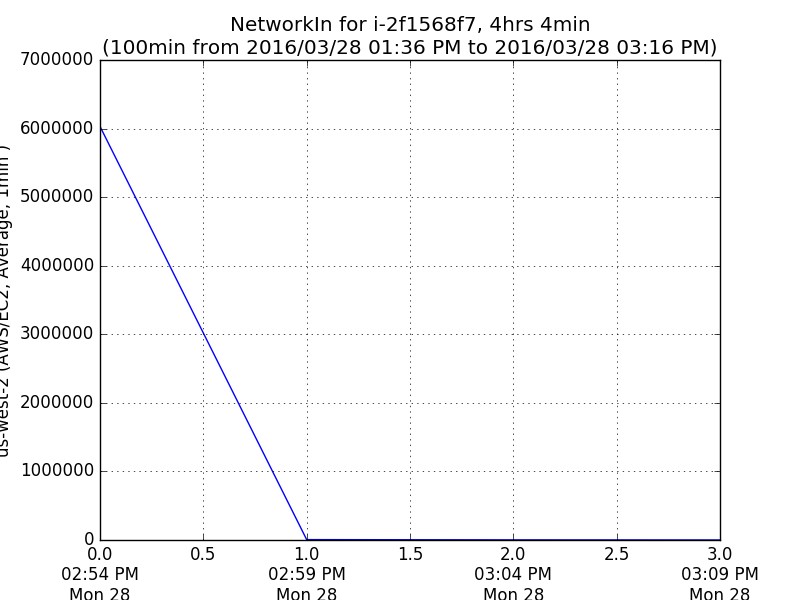 NetworkIn for i-2f1568f7, 4hrs 4min
(100min from 2016/03/28 01:36 PM to 2016/03/28 03:16 PM)
7000000
6000000
5000000
4000000
3000000
2000000
1000000
0
us-west-2 (AWS/EC2, Average, 1min )
0.0 0.5 1.0 1.5 2.0 2.5 3.0
02:54 PM 02:59 PM 03:04 PM 03:09 PM
Mon 28 Mon 28 Mon 28 Mon 28